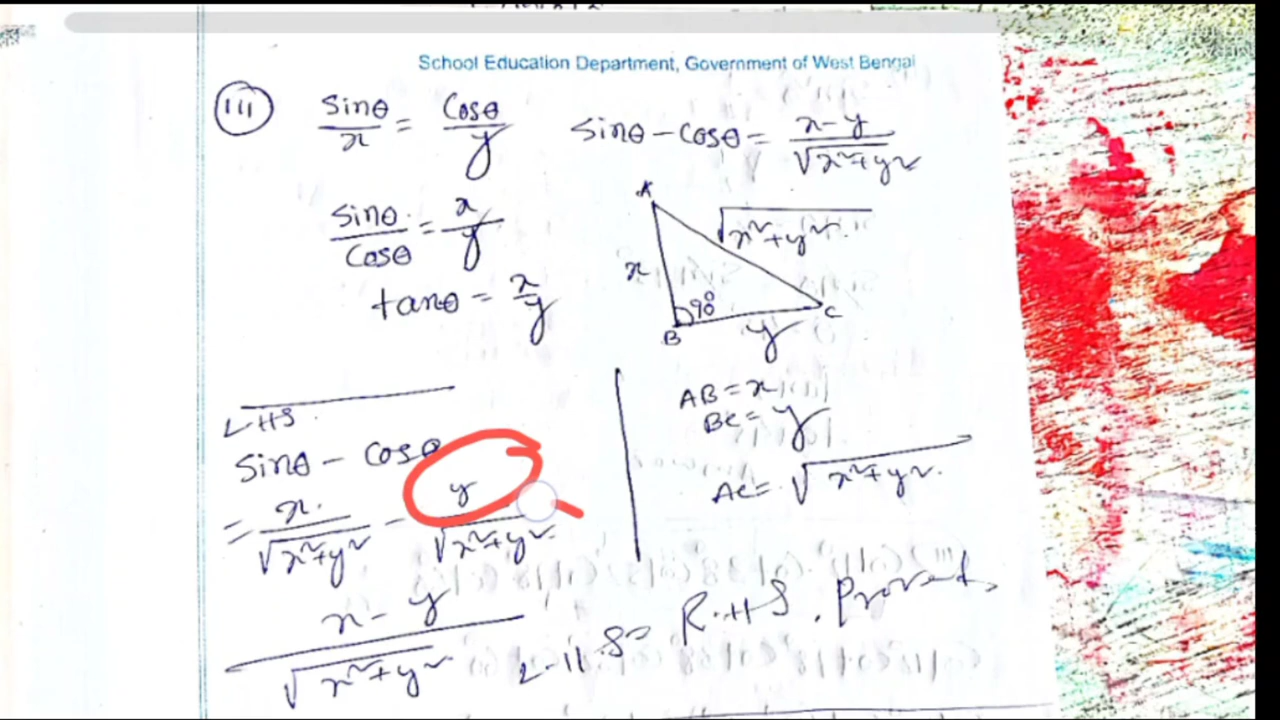 School Education Department, Government of West Bengal
(iii) sinθ/x = cosθ/y sinθ - cosθ = x-y/√x²+y²
sinθ/cosθ = x/y
tanθ = x/y
A
√x²+y²
x
90°
B
y
C
LHS
sinθ - cosθ
= x/√x²+y² - y/√x²+y²
x-y/√x²+y²
AB = x
BC = y
AC = √x²+y²
L-H.S = R.H.S. Proved